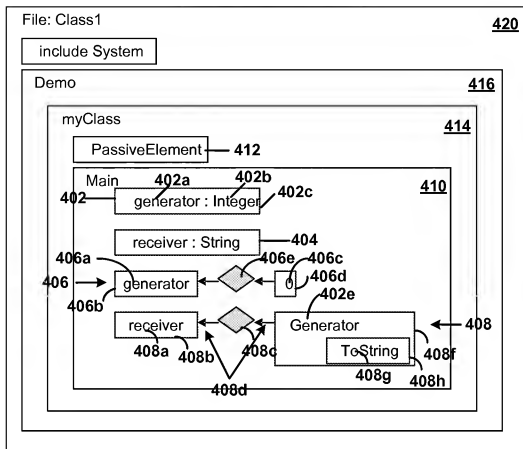 File: Class1
420
include System
Demo
416
myClass
414
PassiveElement
412
Main
402a
402b
410
402
generator : Integer
402c
receiver : String
404
406a
406e
406c
406
generator
0
406d
406b
402e
receiver
Generator
408
408a
408b
408c
408f
ToString
408d
408g
408h